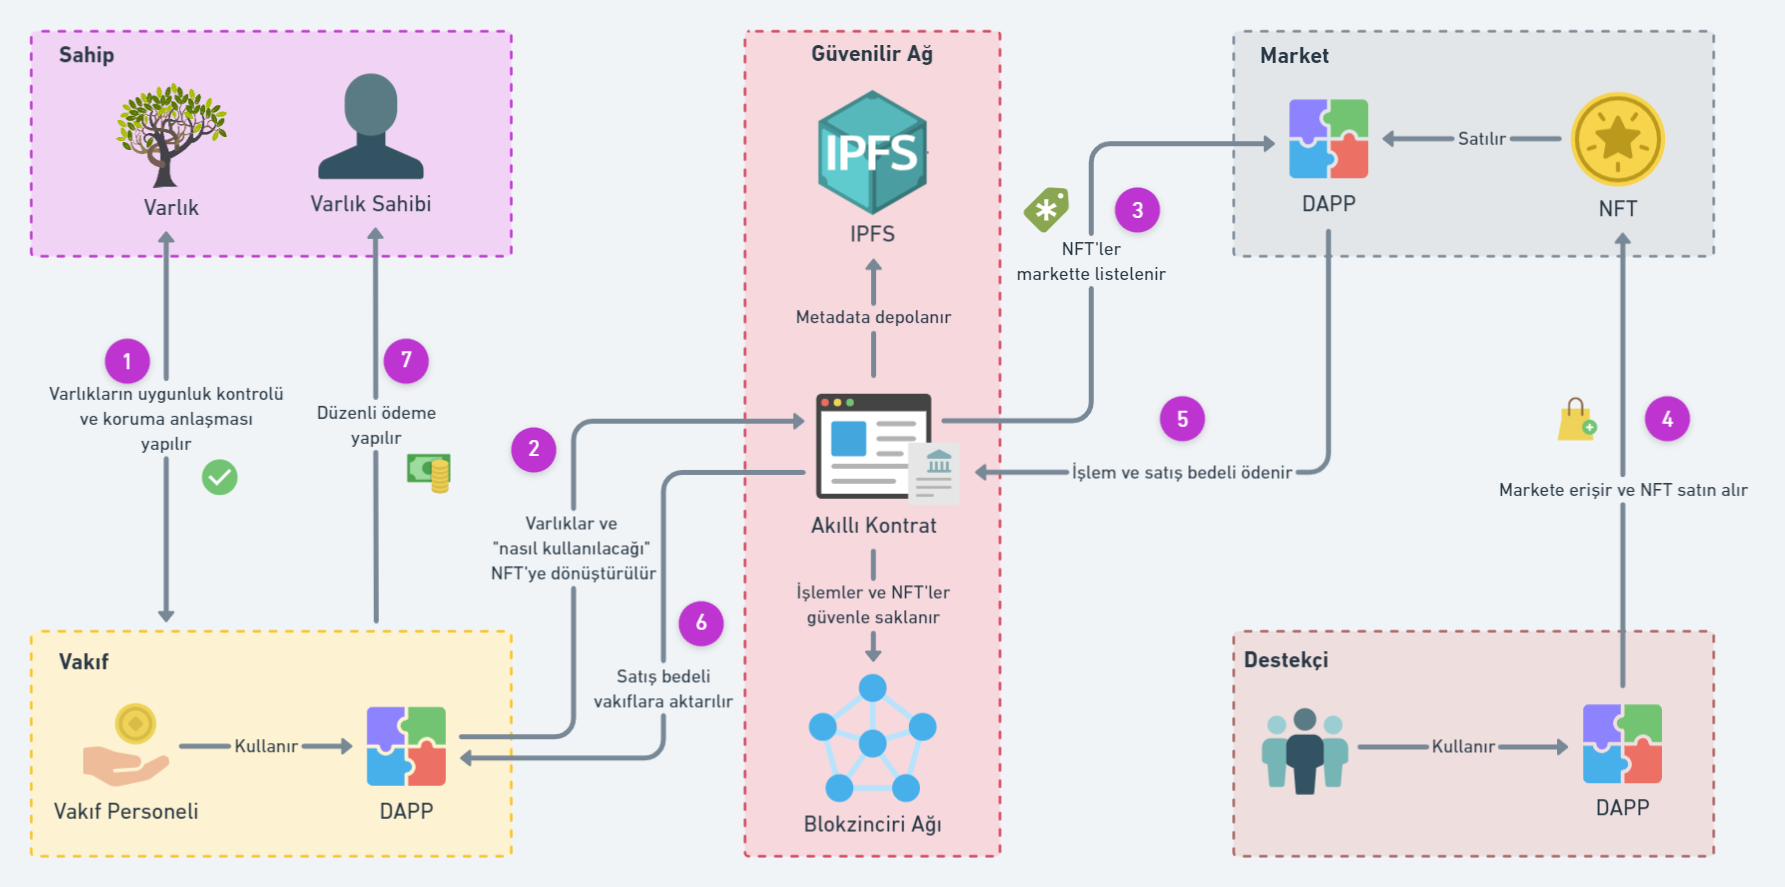 Sahip
Varlık
Varlık Sahibi
1
Varlıkların uygunluk kontrolü
ve koruma anlaşması
yapılır
7
Düzenli ödeme
yapılır
Vakıf
Vakıf Personeli
Kullanır
DAPP
2
Varlıklar ve
"nasıl kullanılacağı"
NFT'ye dönüştürülür
6
Satış bedeli
vakıflara aktarılır
Güvenilir Ağ
IPFS
IPFS
Metadata depolanır
Akıllı Kontrat
İşlemler ve NFT'ler
güvenle saklanır
Blokzinciri Ağı
3
NFT'ler
markette listelenir
Market
DAPP
Satılır
NFT
5
İşlem ve satış bedeli ödenir
4
Markete erişir ve NFT satın alır
Destekçi
Kullanır
DAPP